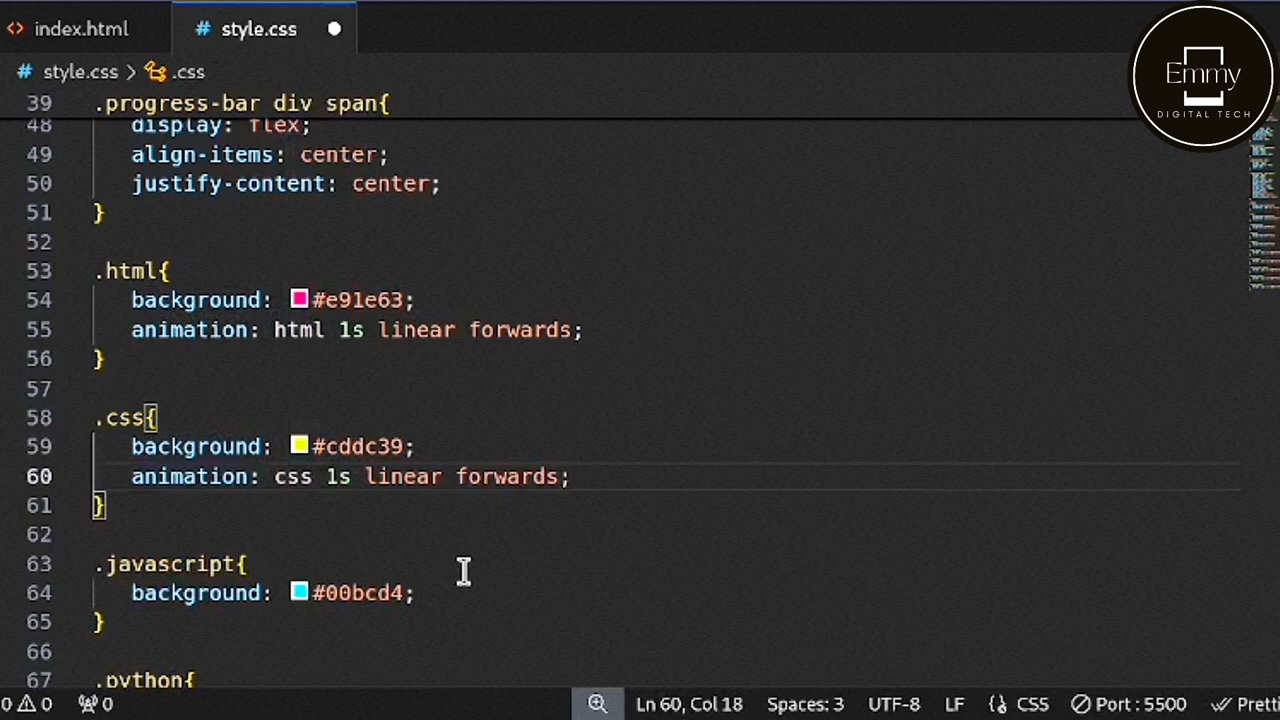 index.html
style.css
style.css > .css
39 .progress-bar div span{
48 display: flex;
49 align-items: center;
50 justify-content: center;
51 }
52
53 .html{
54 background: #e91e63;
55 animation: html 1s linear forwards;
56 }
57
58 .css{
59 background: #cddc39;
60 animation: css 1s linear forwards;
61 }
62
63 .javascript{
64 background: #00bcd4;
65 }
66
67 .python{
0 0 0 Ln 60, Col 18 Spaces: 3 UTF-8 LF CSS Port : 5500 Pretti
Emmy
DIGITAL TECH